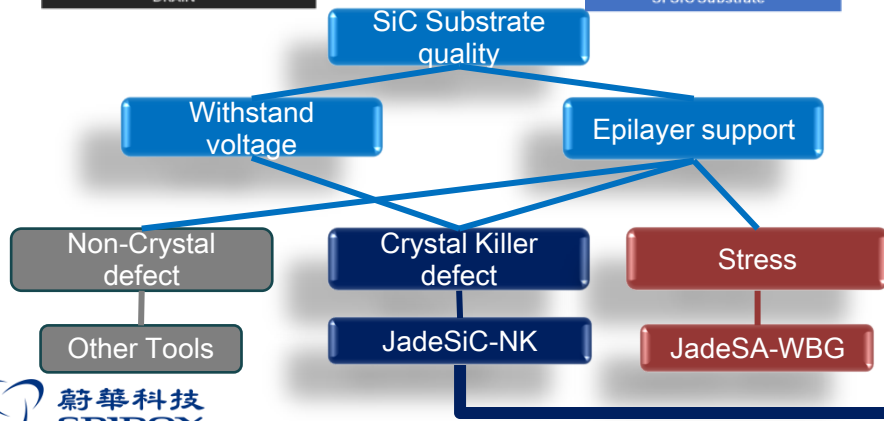 SiC Substrate
quality
Withstand
voltage
Epilayer support
Non-Crystal
defect
Crystal Killer
defect
Stress
Other Tools
JadeSiC-NK
JadeSA-WBG
蔚華科技